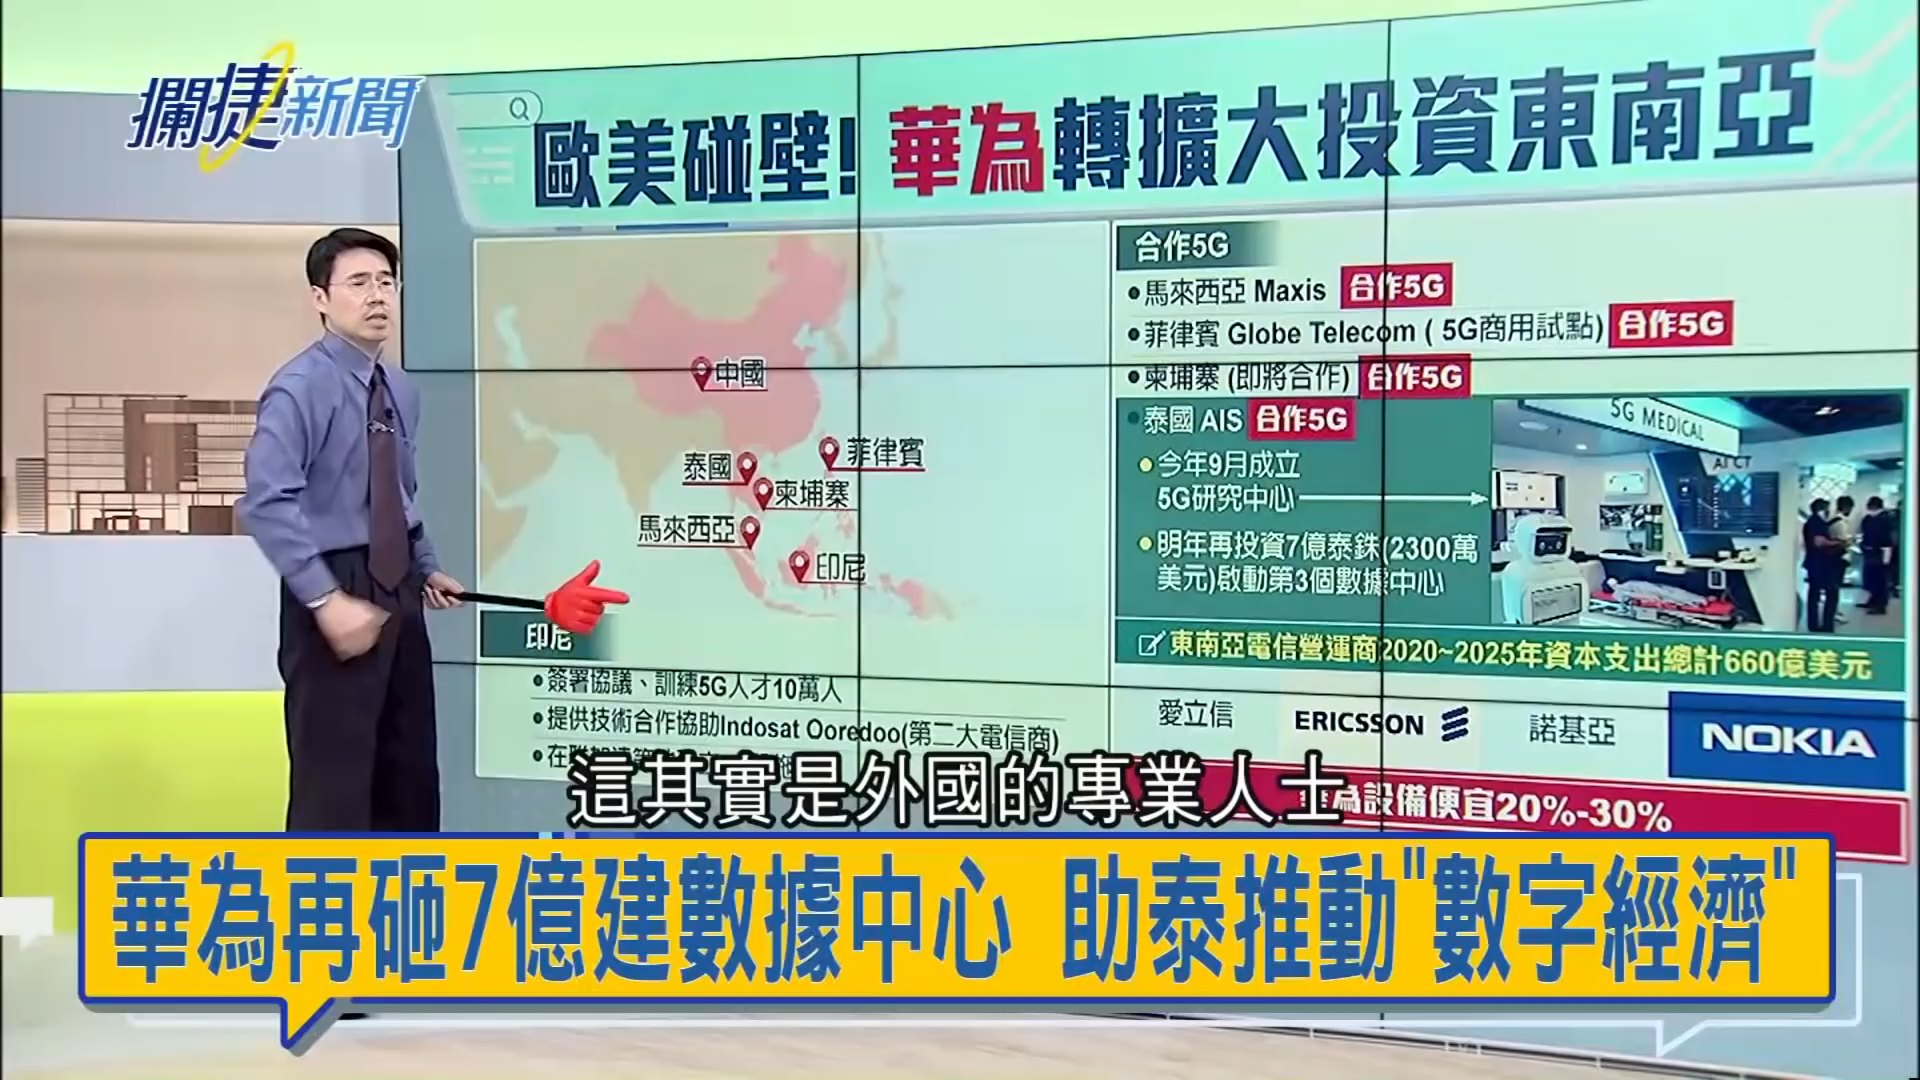 攔捷新聞
歐美碰壁!華為轉擴大投資東南亞
中國
泰國
菲律賓
柬埔寨
馬來西亞
印尼
合作5G
•馬來西亞 Maxis 合作5G
•菲律賓 Globe Telecom ( 5G商用試點) 合作5G
•柬埔寨 (即將合作) 合作5G
•泰國 AIS 合作5G
•今年9月成立
5G研究中心
•明年再投資7億泰銖(2300萬
美元)啟動第3個數據中心
5G MEDICAL
AI CT
東南亞電信營運商2020~2025年資本支出總計660億美元
愛立信 ERICSSON 諾基亞 NOKIA
為設備便宜20%-30%
印尼
•簽署協議、訓練5G人才10萬人
•提供技術合作協助Indosat Ooredoo(第二大電信商)
這其實是外國的專業人士
華為再砸7億建數據中心 助泰推動"數字經濟"